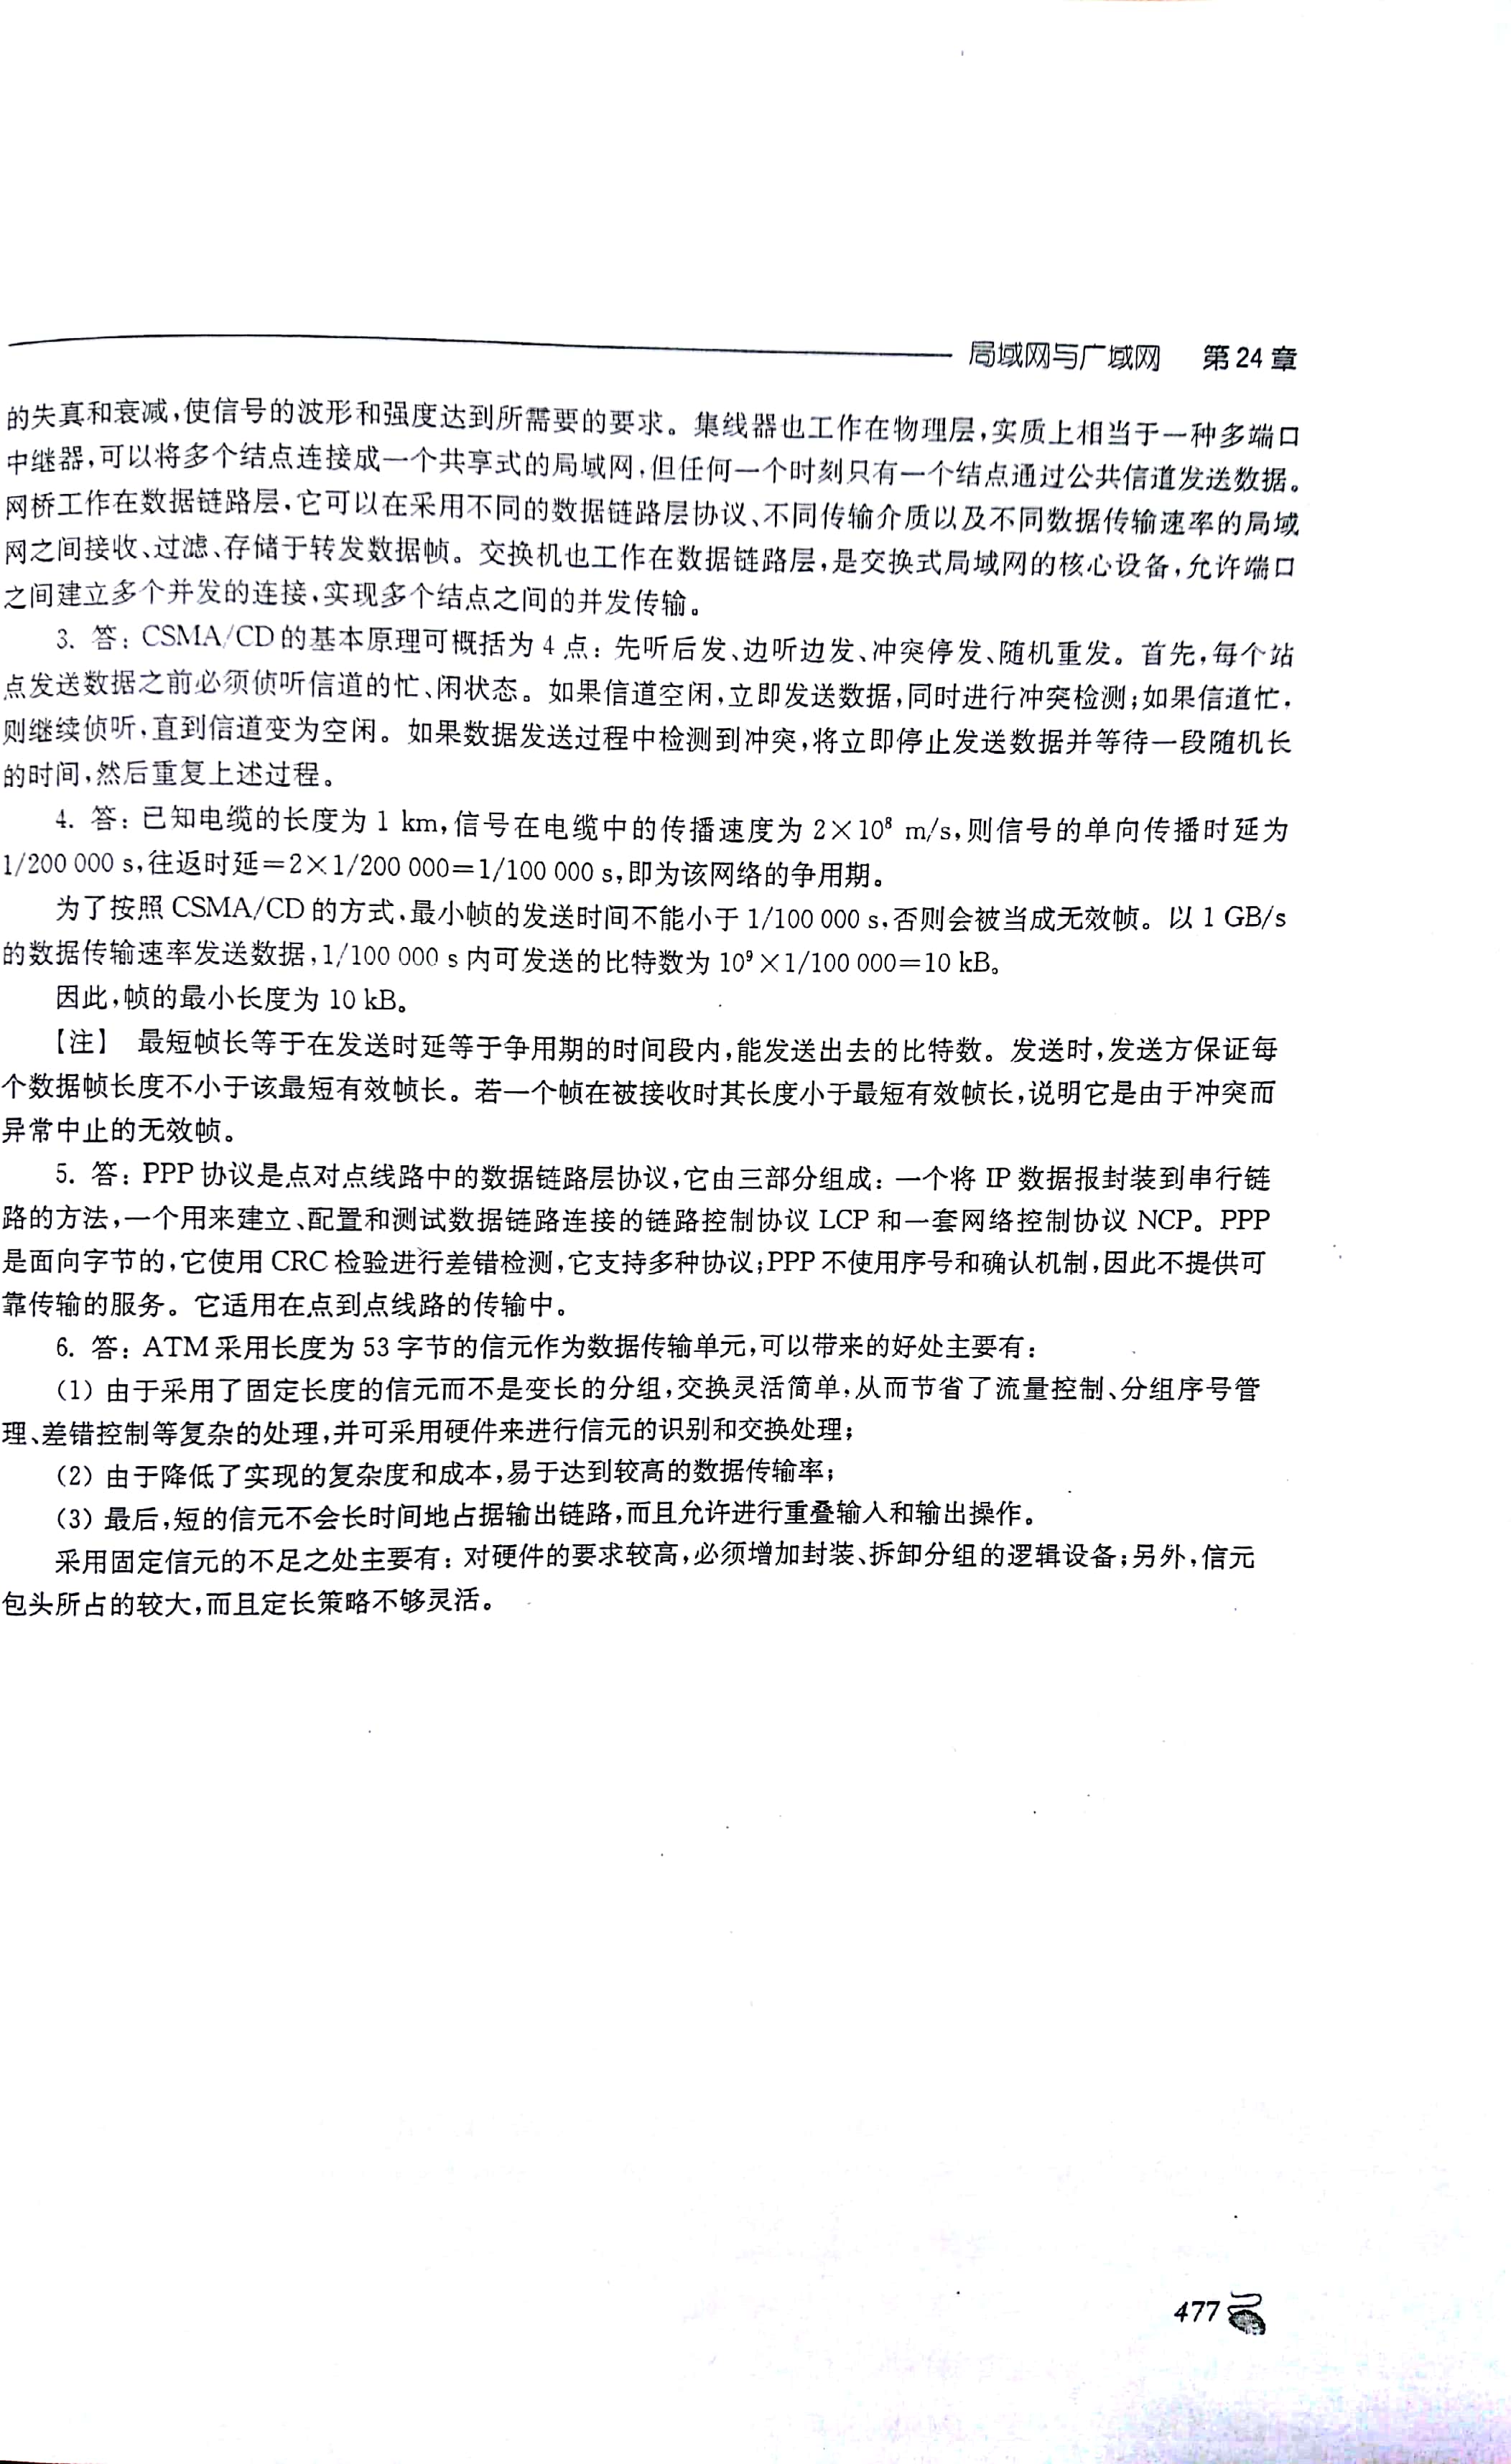 局域网与广域网 第24章
的失真和衰减,使信号的波形和强度达到所需要的要求。集线器也工作在物理层,实质上相当于一种多端口
中继器,可以将多个结点连接成一个共享式的局域网,但任何一个时刻只有一个结点通过公共信道发送数据。
网桥工作在数据链路层,它可以在采用不同的数据链路层协议、不同传输介质以及不同数据传输速率的局域
网之间接收、过滤、存储于转发数据帧。交换机也工作在数据链路层,是交换式局域网的核心设备,允许端口
之间建立多个并发的连接,实现多个结点之间的并发传输。
3. 答:CSMA/CD的基本原理可概括为4点:先听后发、边听边发、冲突停发、随机重发。首先,每个站
点发送数据之前必须侦听信道的忙、闲状态。如果信道空闲,立即发送数据,同时进行冲突检测;如果信道忙,
则继续侦听,直到信道变为空闲。如果数据发送过程中检测到冲突,将立即停止发送数据并等待一段随机长
的时间,然后重复上述过程。
4. 答:已知电缆的长度为1 km,信号在电缆中的传播速度为2×10⁸ m/s,则信号的单向传播时延为
1/200 000 s,往返时延=2×1/200 000=1/100 000 s,即为该网络的争用期。
为了按照CSMA/CD的方式,最小帧的发送时间不能小于1/100 000 s,否则会被当成无效帧。以1 GB/s
的数据传输速率发送数据,1/100 000 s内可发送的比特数为10⁹×1/100 000=10 kB。
因此,帧的最小长度为10 kB。
【注】 最短帧长等于在发送时延等于争用期的时间段内,能发送出去的比特数。发送时,发送方保证每
个数据帧长度不小于该最短有效帧长。若一个帧在被接收时其长度小于最短有效帧长,说明它是由于冲突而
异常中止的无效帧。
5. 答:PPP协议是点对点线路中的数据链路层协议,它由三部分组成:一个将IP数据报封装到串行链
路的方法,一个用来建立、配置和测试数据链路连接的链路控制协议LCP和一套网络控制协议NCP。PPP
是面向字节的,它使用CRC检验进行差错检测,它支持多种协议;PPP不使用序号和确认机制,因此不提供可
靠传输的服务。它适用在点到点线路的传输中。
6. 答:ATM采用长度为53字节的信元作为数据传输单元,可以带来的好处主要有:
(1) 由于采用了固定长度的信元而不是变长的分组,交换灵活简单,从而节省了流量控制、分组序号管
理、差错控制等复杂的处理,并可采用硬件来进行信元的识别和交换处理;
(2) 由于降低了实现的复杂度和成本,易于达到较高的数据传输率;
(3) 最后,短的信元不会长时间地占据输出链路,而且允许进行重叠输入和输出操作。
采用固定信元的不足之处主要有:对硬件的要求较高,必须增加封装、拆卸分组的逻辑设备;另外,信元
包头所占的较大,而且定长策略不够灵活。
477